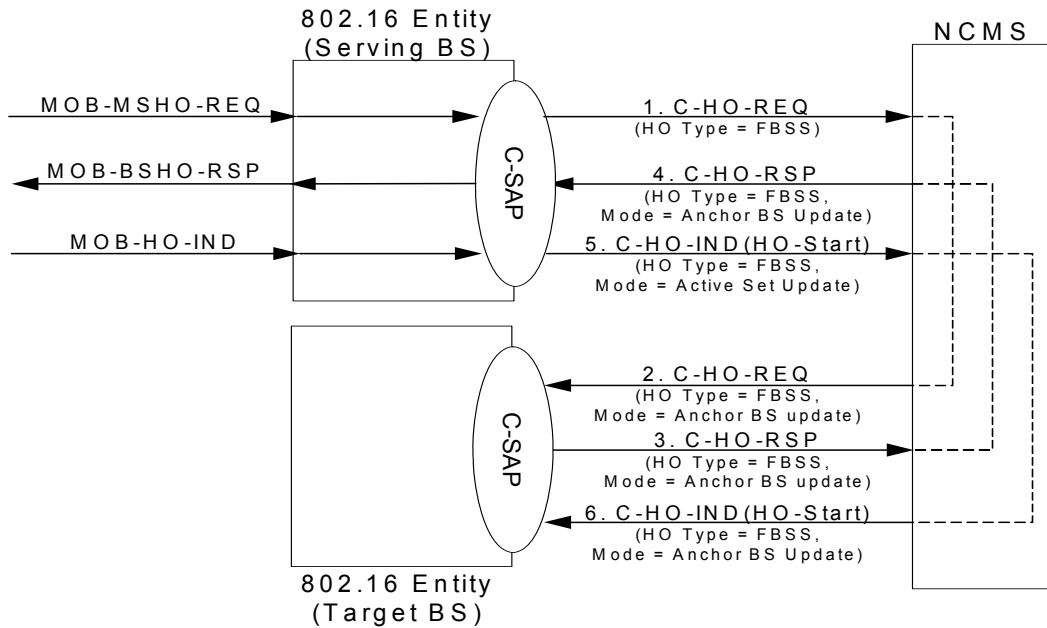 802.16 Entity
(Serving BS)
NCMS
MOB-MSHO-REQ
1. C-HO-REQ
(HO Type = FBSS)
MOB-BSHO-RSP
4. C-HO-RSP
(HO Type = FBSS,
Mode = Anchor BS Update)
MOB-HO-IND
5. C-HO-IND(HO-Start)
(HO Type = FBSS,
Mode = Active Set Update)
C-SAP
2. C-HO-REQ
(HO Type = FBSS,
Mode = Anchor BS update)
3. C-HO-RSP
(HO Type = FBSS,
Mode = Anchor BS update)
6. C-HO-IND(HO-Start)
(HO Type = FBSS,
Mode = Anchor BS Update)
C-SAP
802.16 Entity
(Target BS)